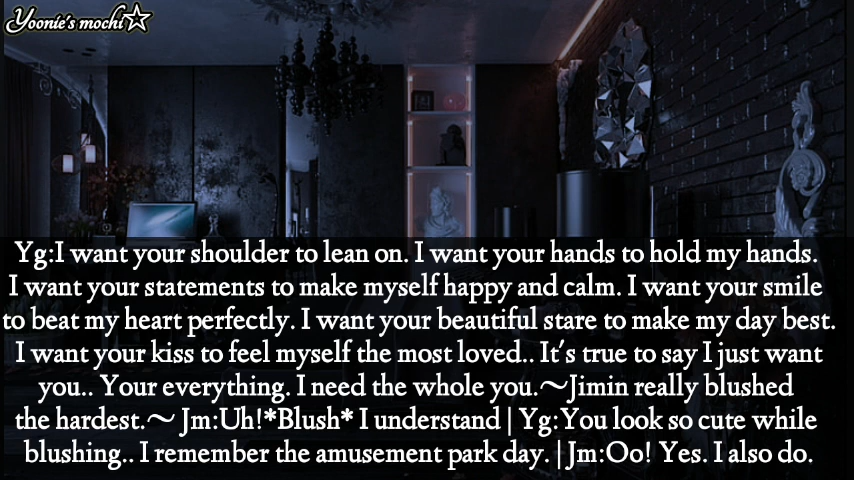 Yoonie's mochi☆
Yg:I want your shoulder to lean on. I want your hands to hold my hands.
I want your statements to make myself happy and calm. I want your smile
to beat my heart perfectly. I want your beautiful stare to make my day best.
I want your kiss to feel myself the most loved.. It's true to say I just want
you.. Your everything. I need the whole you.~Jimin really blushed
the hardest.~ Jm:Uh!*Blush* I understand | Yg:You look so cute while
blushing.. I remember the amusement park day. | Jm:Oo! Yes. I also do.